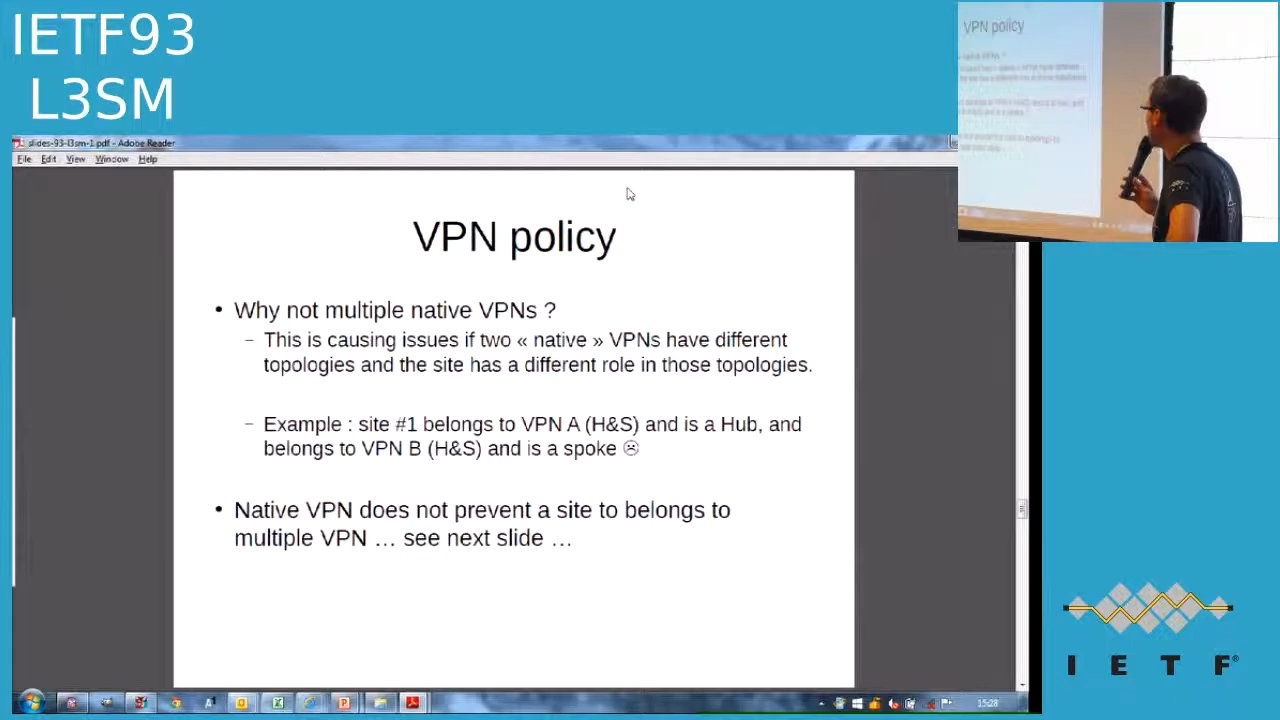 IETF93
L3SM
slides-93-l3sm-1.pdf - Adobe Reader
File Edit View Window Help
VPN policy
• Why not multiple native VPNs ?
– This is causing issues if two « native » VPNs have different
topologies and the site has a different role in those topologies.
– Example : site #1 belongs to VPN A (H&S) and is a Hub, and
belongs to VPN B (H&S) and is a spoke ☹
• Native VPN does not prevent a site to belongs to
multiple VPN … see next slide …
15:28
VPN policy
I E T F®